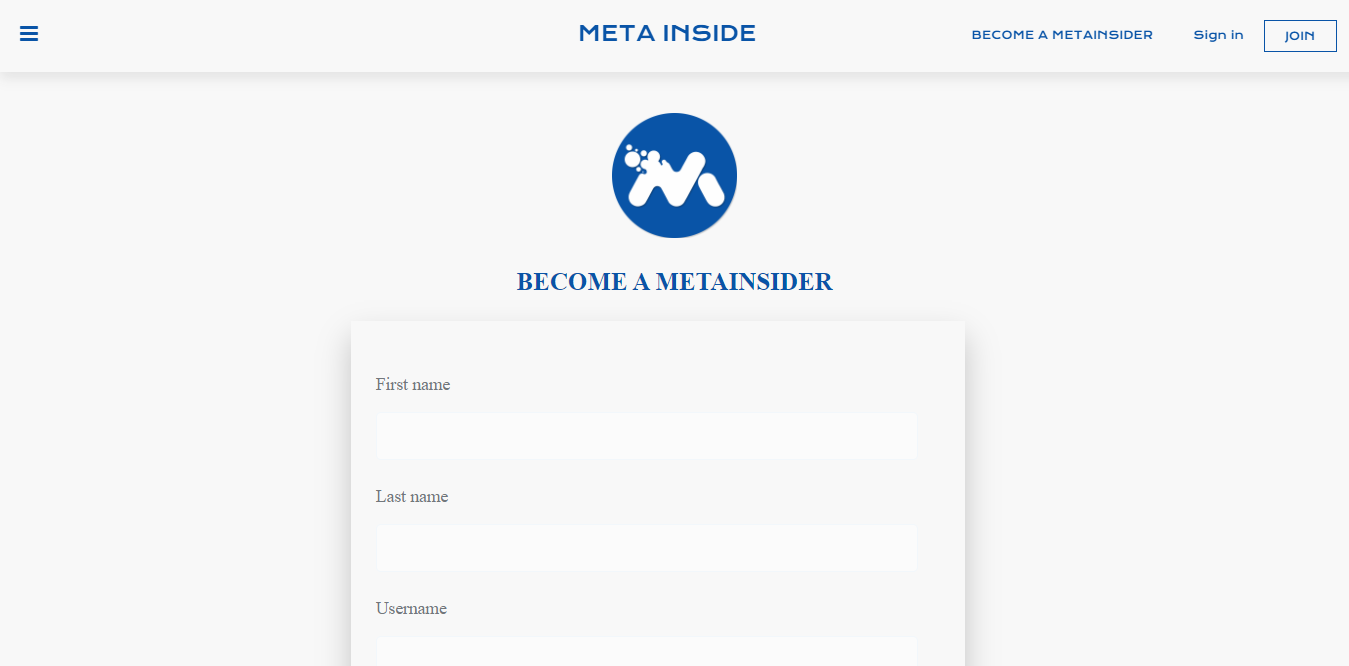 META INSIDE
BECOME A METAINSIDER
Sign in
JOIN
BECOME A METAINSIDER
First name
Last name
Username